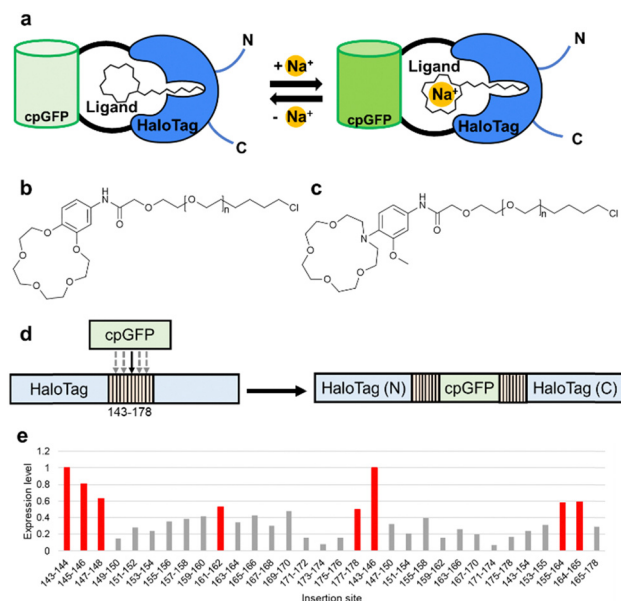 a
N
+ Na⁺
Ligand
- Na⁺
cpGFP
HaloTag
C
N
Ligand
Na⁺
cpGFP
HaloTag
C
b
H
N
O
O
O
n
Cl
O
O
O
O
O
c
H
N
O
O
O
n
Cl
N
O
O
O
O
O
d
cpGFP
HaloTag
143-178
HaloTag (N)
cpGFP
HaloTag (C)
e
Expression level
1.2
1
0.8
0.6
0.4
0.2
0
143-144
145-146
147-148
149-150
151-152
153-154
155-156
157-158
159-160
161-162
163-164
165-166
167-168
169-170
171-172
173-174
175-176
177-178
143-146
147-150
151-154
155-158
159-162
163-166
167-170
171-174
175-178
143-154
153-155
155-164
164-165
165-178
Insertion site